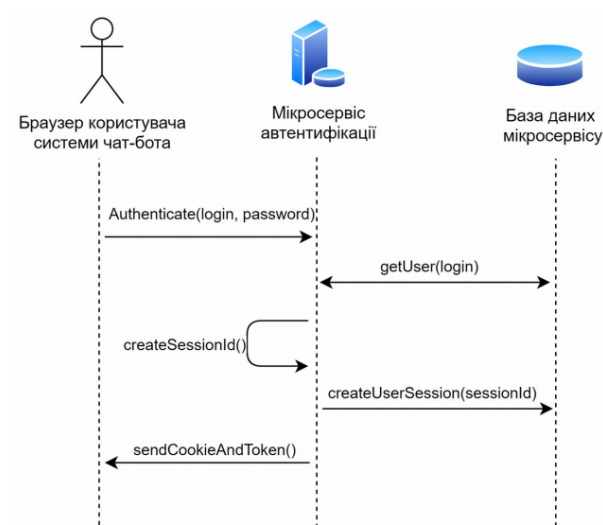 Браузер користувача
системи чат-бота
Мікросервіс
автентифікації
База даних
мікросервісу
Authenticate(login, password)
getUser(login)
createSessionId()
createUserSession(sessionId)
sendCookieAndToken()